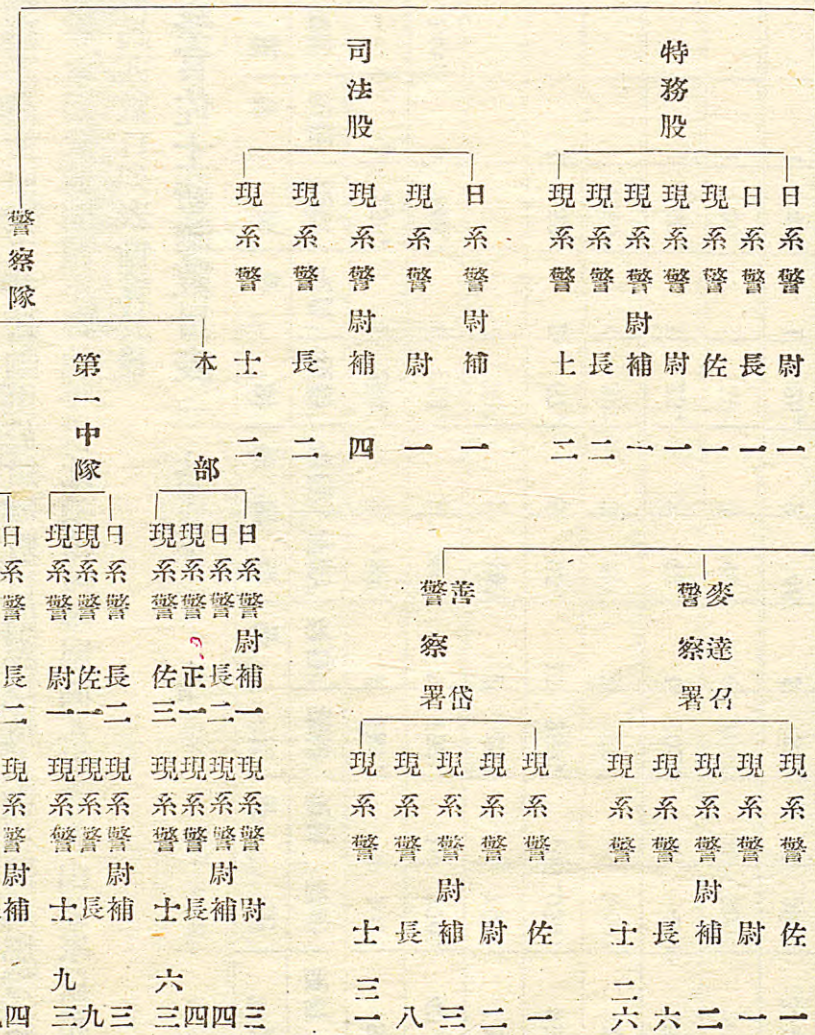 特務股
日系警尉一
日系警長一
現系警佐一
現系警尉一
現系警尉補一
現系警長二
現系警士二
司法股
日系警尉補一
現系警尉一
現系警尉補四
現系警長二
現系警士二
麥達召警察署
現系警佐一
現系警尉一
現系警尉補二
現系警長六
現系警士二六
善岱警察署
現系警佐一
現系警尉二
現系警尉補三
現系警長八
現系警士三一
警察隊
本部
日系警尉補一
日系警長二
現系警正一
現系警佐三
現系警尉三
現系警尉補四
現系警長四
現系警士六三
第一中隊
日系警長二
現系警佐一
現系警尉一
現系警尉補三
現系警長九
現系警士九三
日系警長二
現系警尉補四